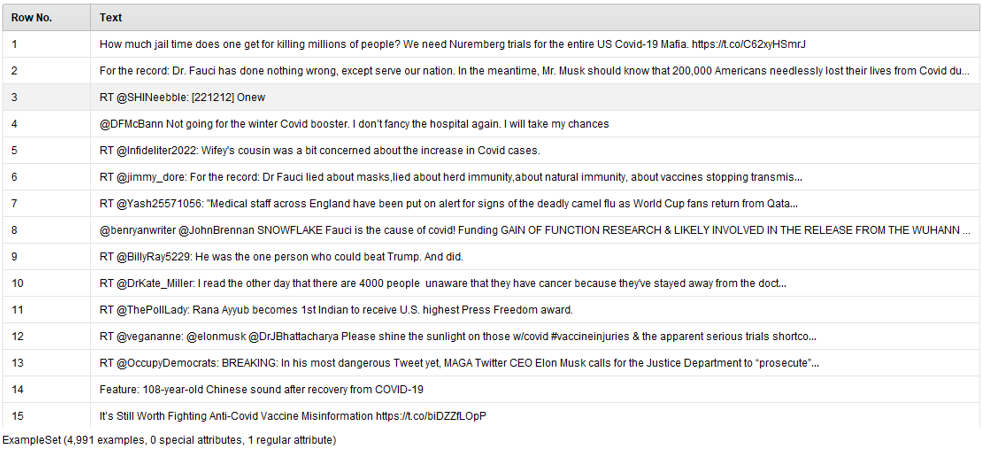 Row No. Text
1 How much jail time does one get for killing millions of people? We need Nuremberg trials for the entire US Covid-19 Mafia. https://t.co/C62xyHSmrJ
2 For the record: Dr. Fauci has done nothing wrong, except serve our nation. In the meantime, Mr. Musk should know that 200,000 Americans needlessly lost their lives from Covid du...
3 RT @SHINeebble: [221212] Onew
4 @DFMcBann Not going for the winter Covid booster. I don't fancy the hospital again. I will take my chances
5 RT @Infideliter2022: Wifey's cousin was a bit concerned about the increase in Covid cases.
6 RT @jimmy_dore: For the record: Dr Fauci lied about masks,lied about herd immunity,about natural immunity, about vaccines stopping transmis...
7 RT @Yash25571056: "Medical staff across England have been put on alert for signs of the deadly camel flu as World Cup fans return from Qata...
8 @benryanwriter @JohnBrennan SNOWFLAKE Fauci is the cause of covid! Funding GAIN OF FUNCTION RESEARCH & LIKELY INVOLVED IN THE RELEASE FROM THE WUHANN ...
9 RT @BillyRay5229: He was the one person who could beat Trump. And did.
10 RT @DrKate_Miller: I read the other day that there are 4000 people  unaware that they have cancer because they've stayed away from the doct...
11 RT @ThePollLady: Rana Ayyub becomes 1st Indian to receive U.S. highest Press Freedom award.
12 RT @vegananne: @elonmusk @DrJBhattacharya Please shine the sunlight on those w/covid #vaccineinjuries & the apparent serious trials shortco...
13 RT @OccupyDemocrats: BREAKING: In his most dangerous Tweet yet, MAGA Twitter CEO Elon Musk calls for the Justice Department to “prosecute”...
14 Feature: 108-year-old Chinese sound after recovery from COVID-19
15 It's Still Worth Fighting Anti-Covid Vaccine Misinformation https://t.co/biDZZfLOpP
ExampleSet (4,991 examples, 0 special attributes, 1 regular attribute)